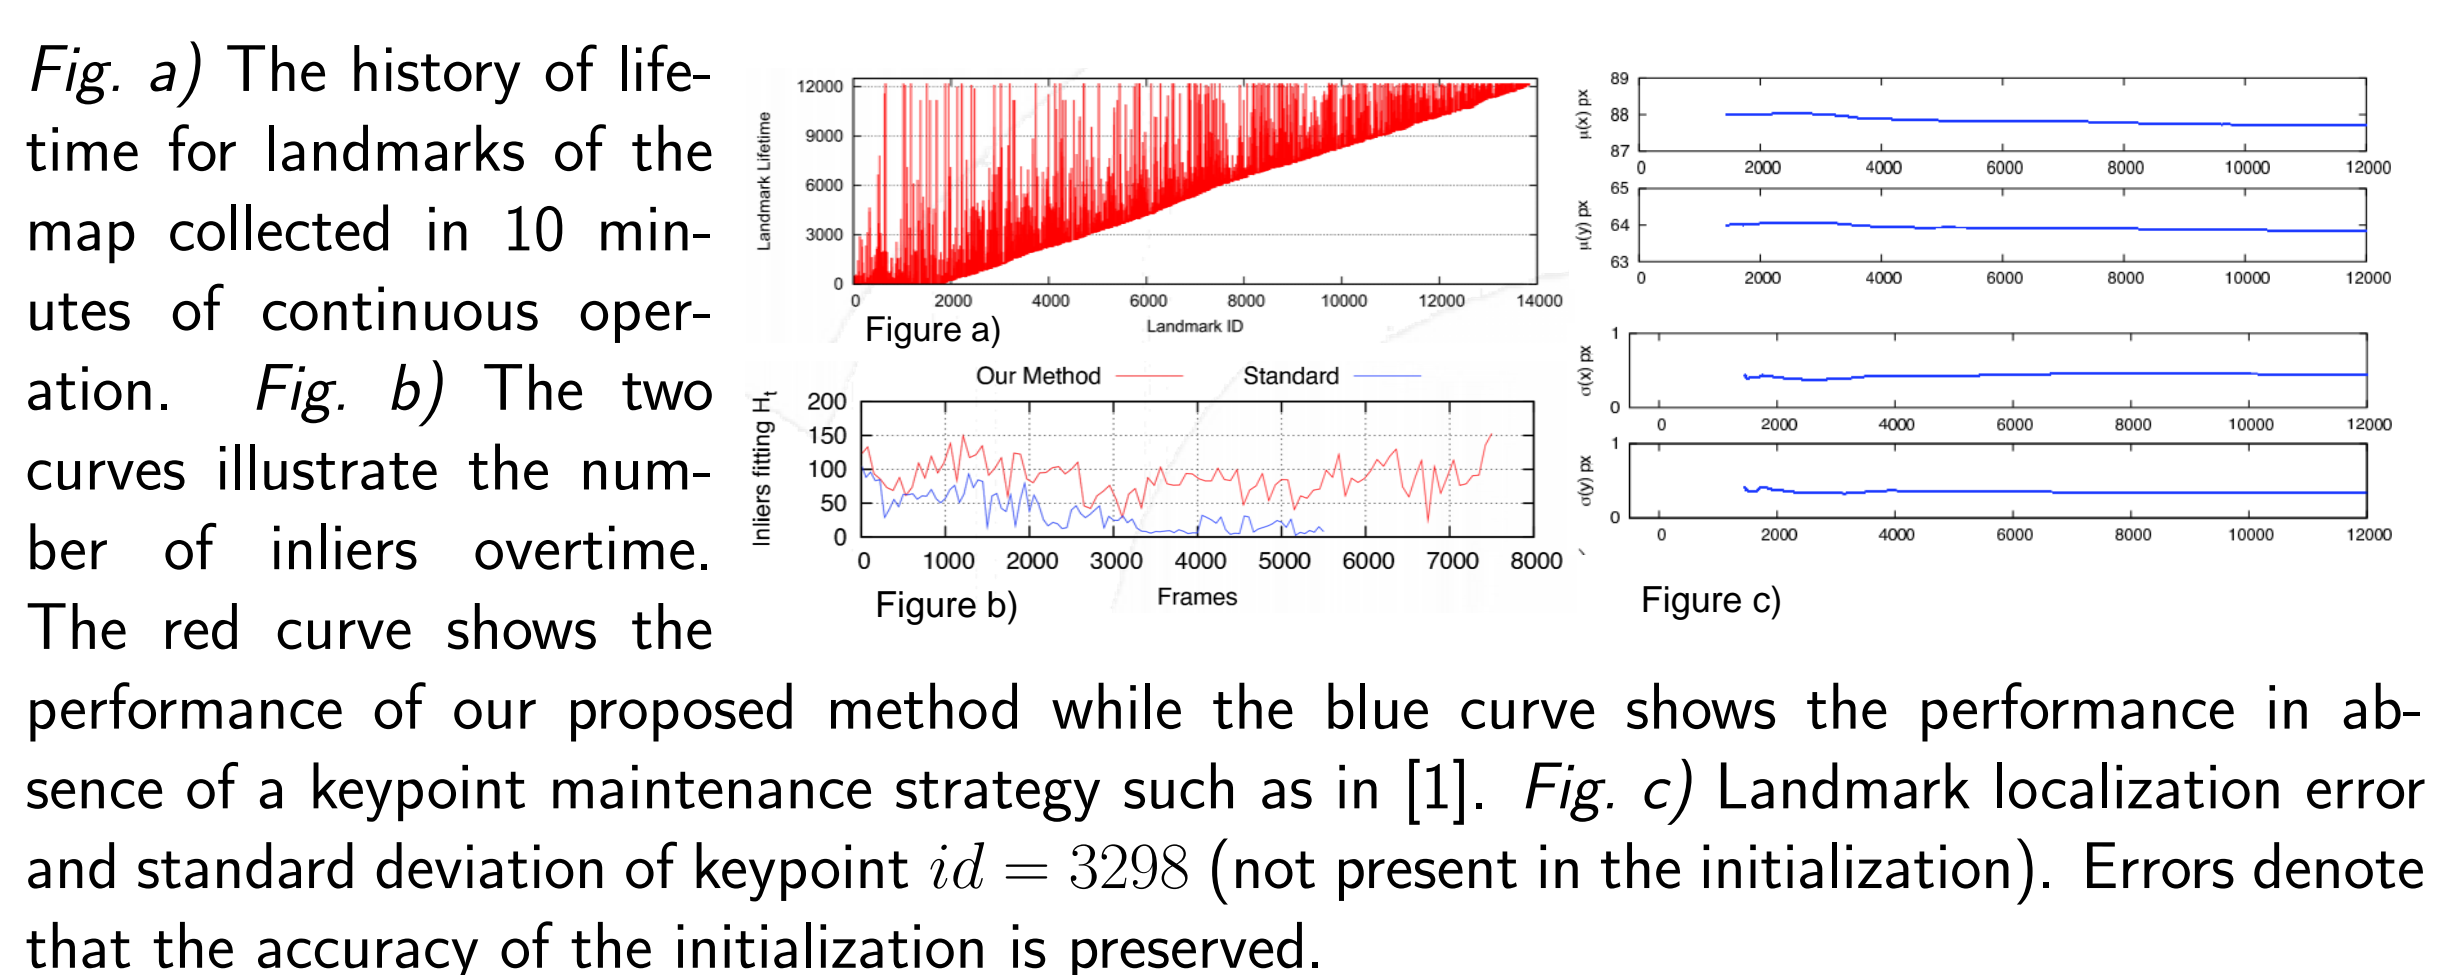 Fig. a) The history of life-
time for landmarks of the
map collected in 10 min-
utes of continuous oper-
ation. Fig. b) The two
curves illustrate the num-
ber of inliers overtime.
The red curve shows the
performance of our proposed method while the blue curve shows the performance in ab-
sence of a keypoint maintenance strategy such as in [1]. Fig. c) Landmark localization error
and standard deviation of keypoint id = 3298 (not present in the initialization). Errors denote
that the accuracy of the initialization is preserved.
Landmark Lifetime
12000
9000
6000
3000
0
0 2000 4000 6000 8000 10000 12000 14000
Landmark ID
Figure a)
Our Method Standard
Inliers fitting Ht
200
150
100
50
0
0 1000 2000 3000 4000 5000 6000 7000 8000
Frames
Figure b)
μ(x) px
89
88
87
0 2000 4000 6000 8000 10000 12000
μ(y) px
65
64
63
0 2000 4000 6000 8000 10000 12000
σ(x) px
1
0
0 2000 4000 6000 8000 10000 12000
σ(y) px
1
0
0 2000 4000 6000 8000 10000 12000
Figure c)